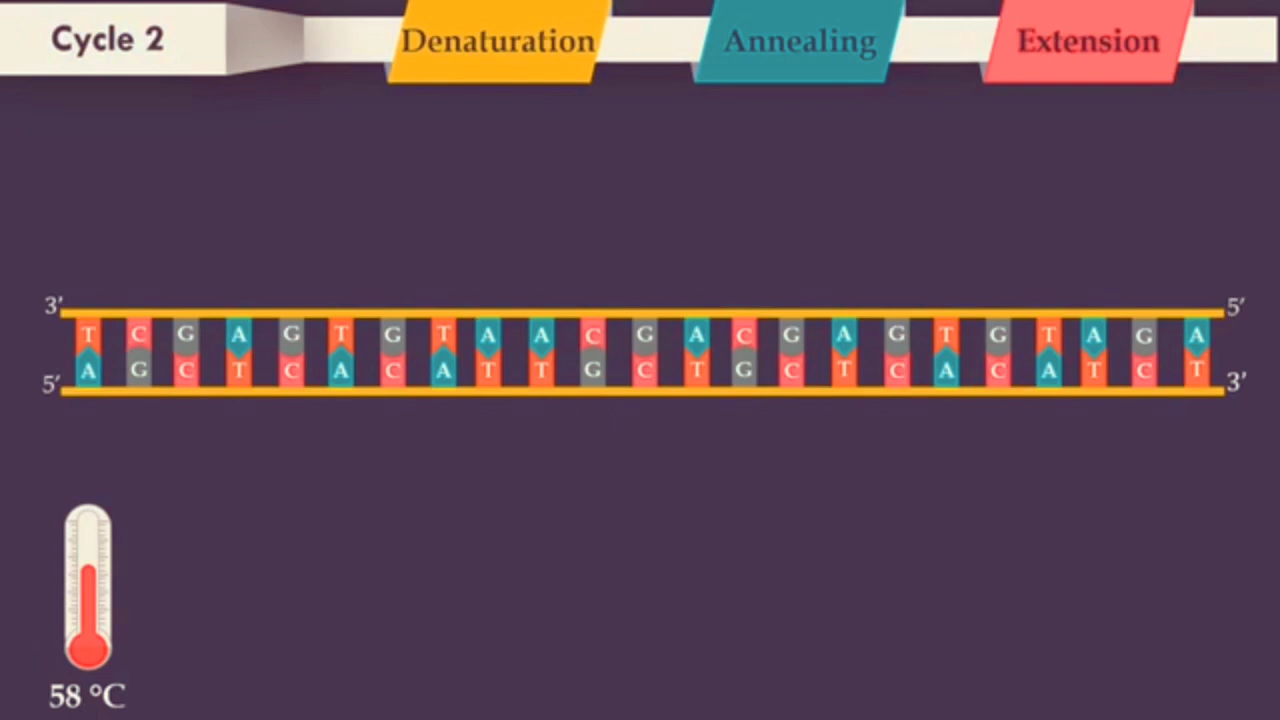 Cycle 2 Denaturation Annealing Extension
3′ T C G A G T G T A A C G A C G A G T G T A G A 5′
5′ A G C T C A C A T T G C T G C T C A C A T C T 3′
58 °C